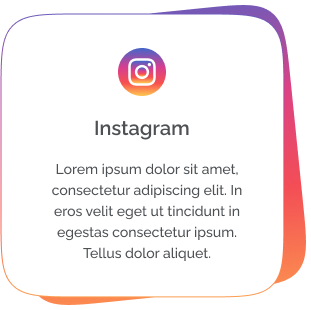 Instagram
Lorem ipsum dolor sit amet,
consectetur adipiscing elit. In
eros velit eget ut tincidunt in
egestas consectetur ipsum.
Tellus dolor aliquet.